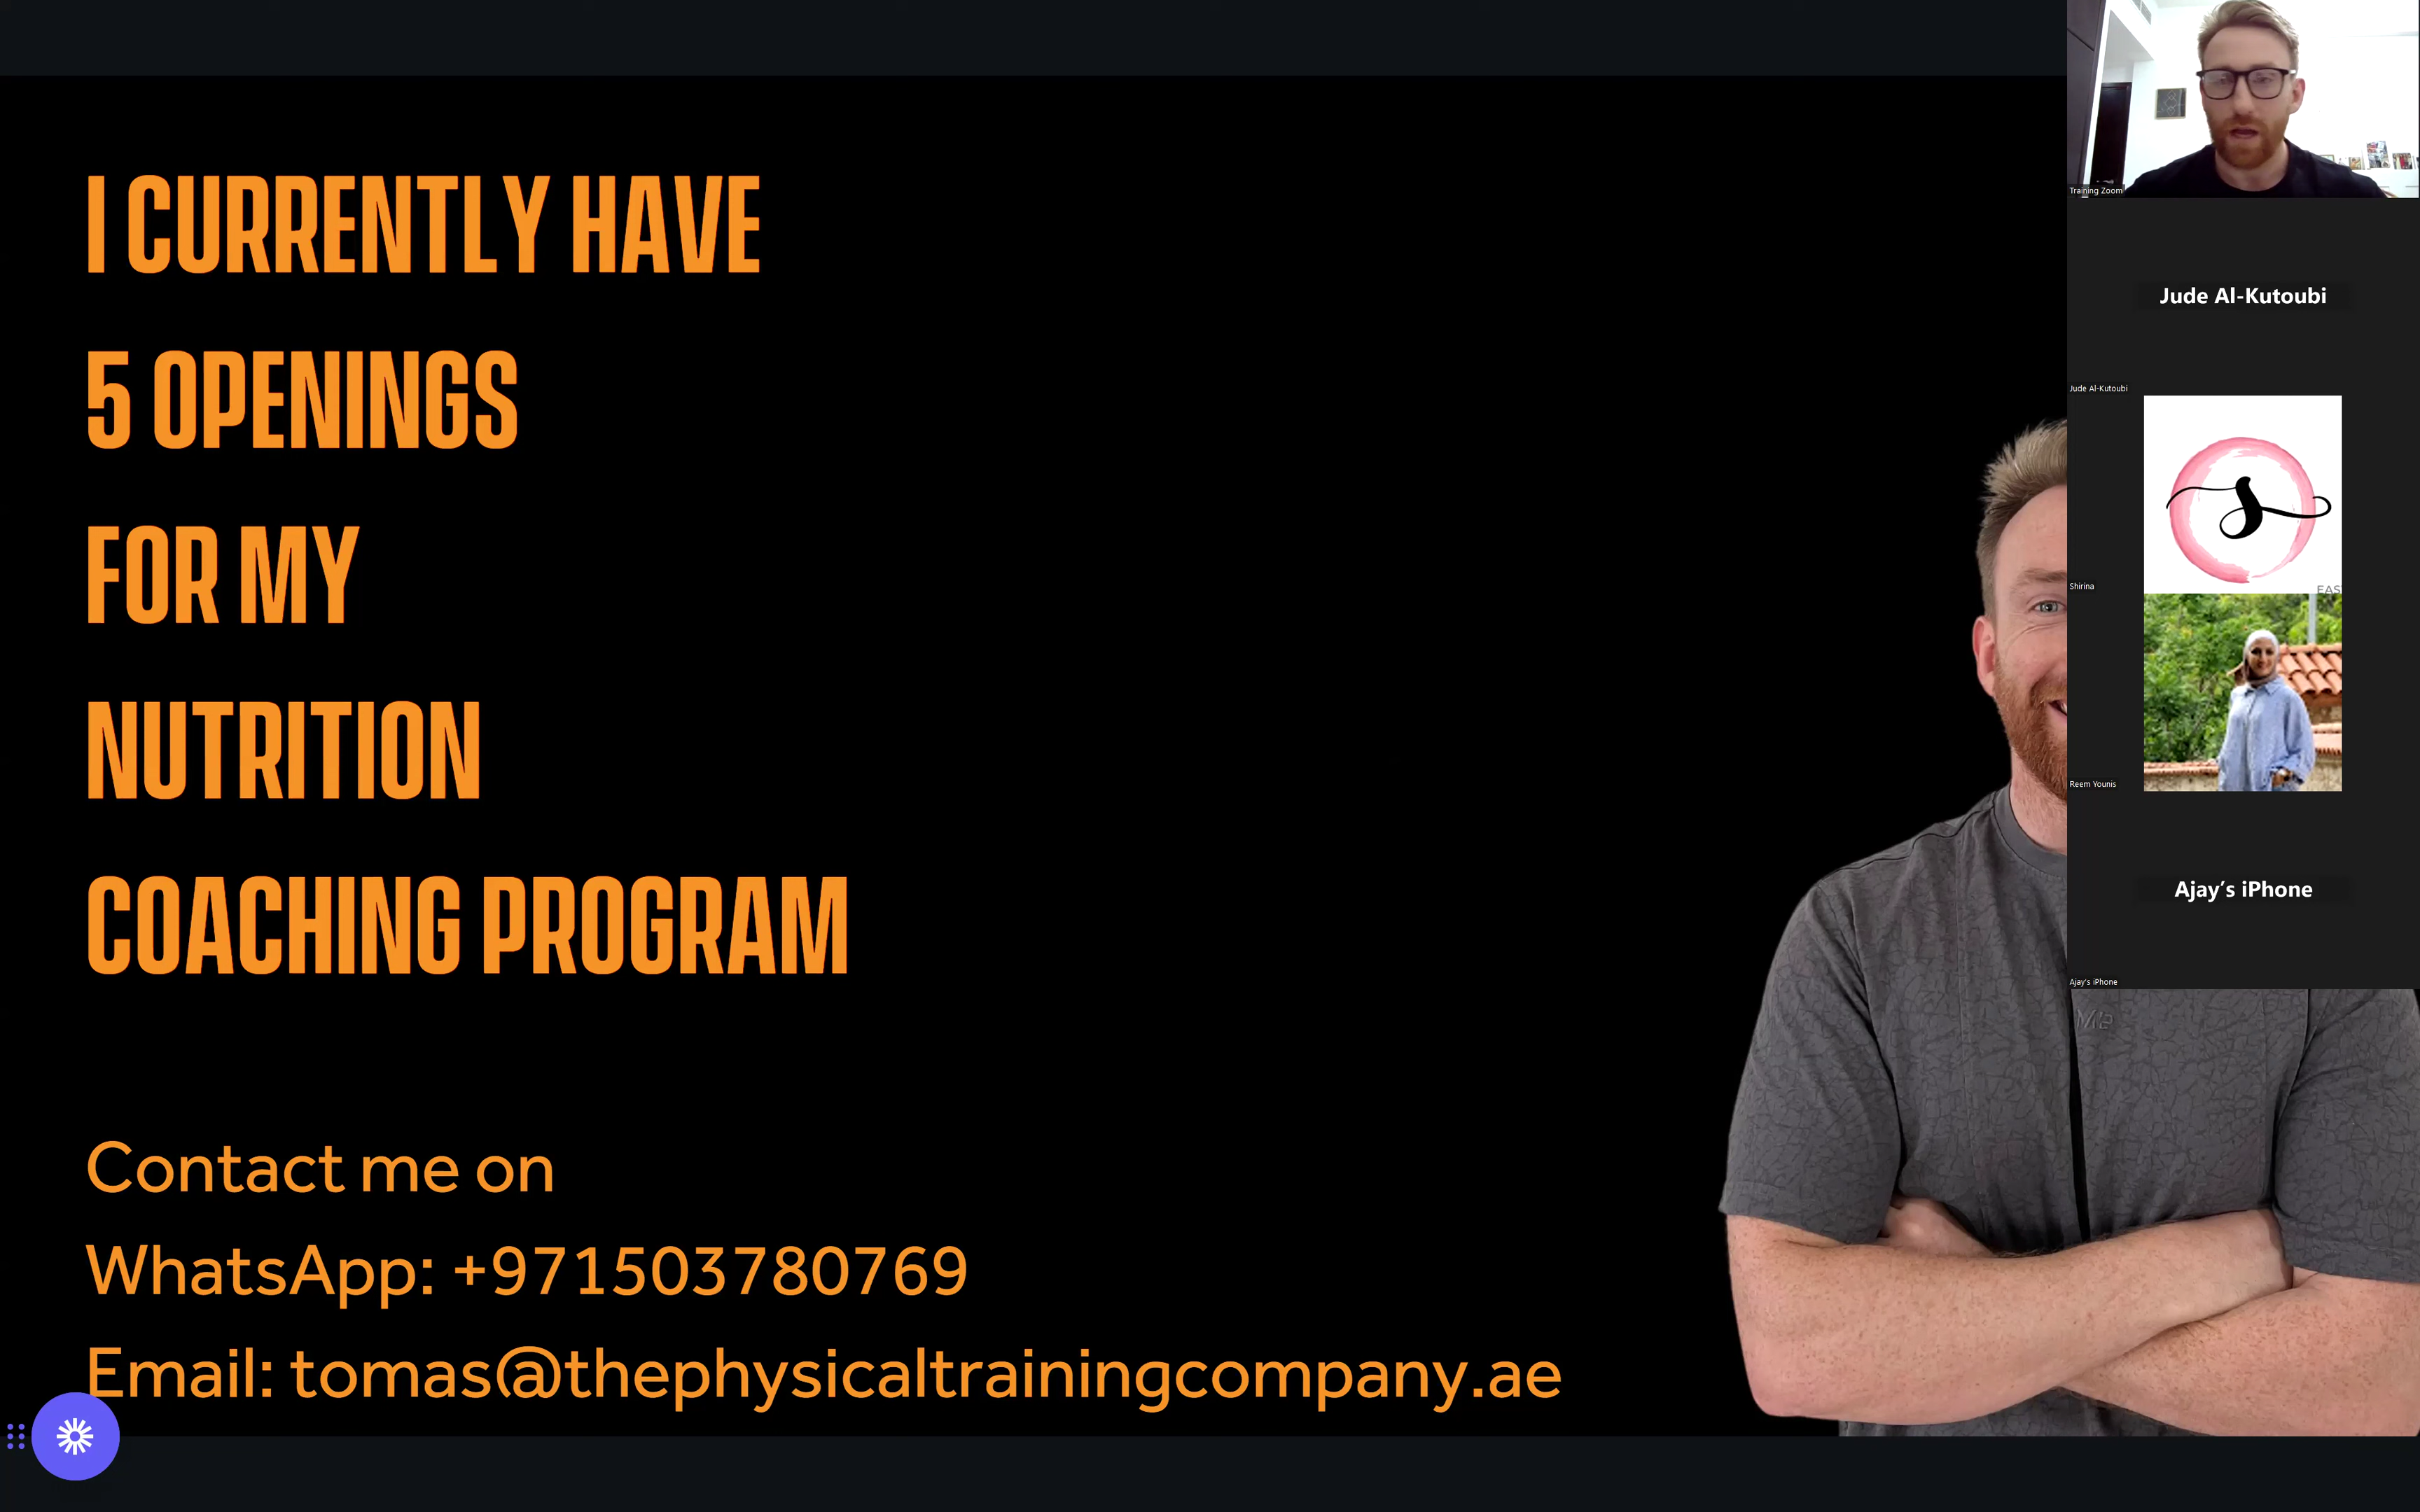 I CURRENTLY HAVE
5 OPENINGS
FOR MY
NUTRITION
COACHING PROGRAM
Contact me on
WhatsApp: +971503780769
Email: tomas@thephysicaltrainingcompany.ae
Training Zoom
Jude Al-Kutoubi
Jude Al-Kutoubi
s
EAS
Shirina
Reem Younis
Ajay’s iPhone
Ajay's iPhone